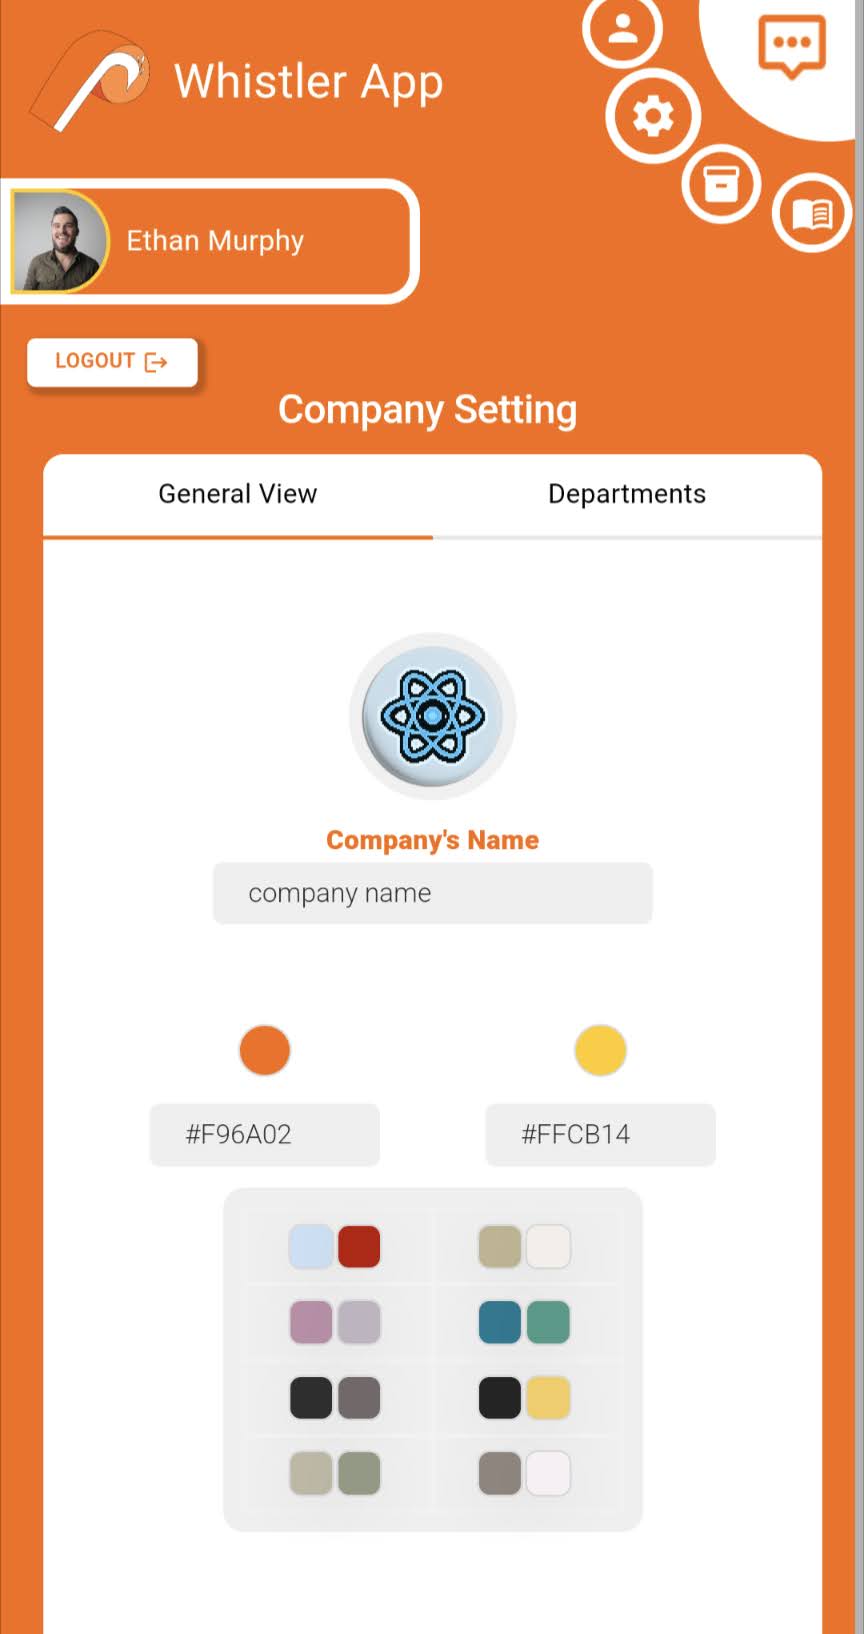 Whistler App
Ethan Murphy
LOGOUT
Company Setting
General View
Departments
Company's Name
company name
#F96A02
#FFCB14